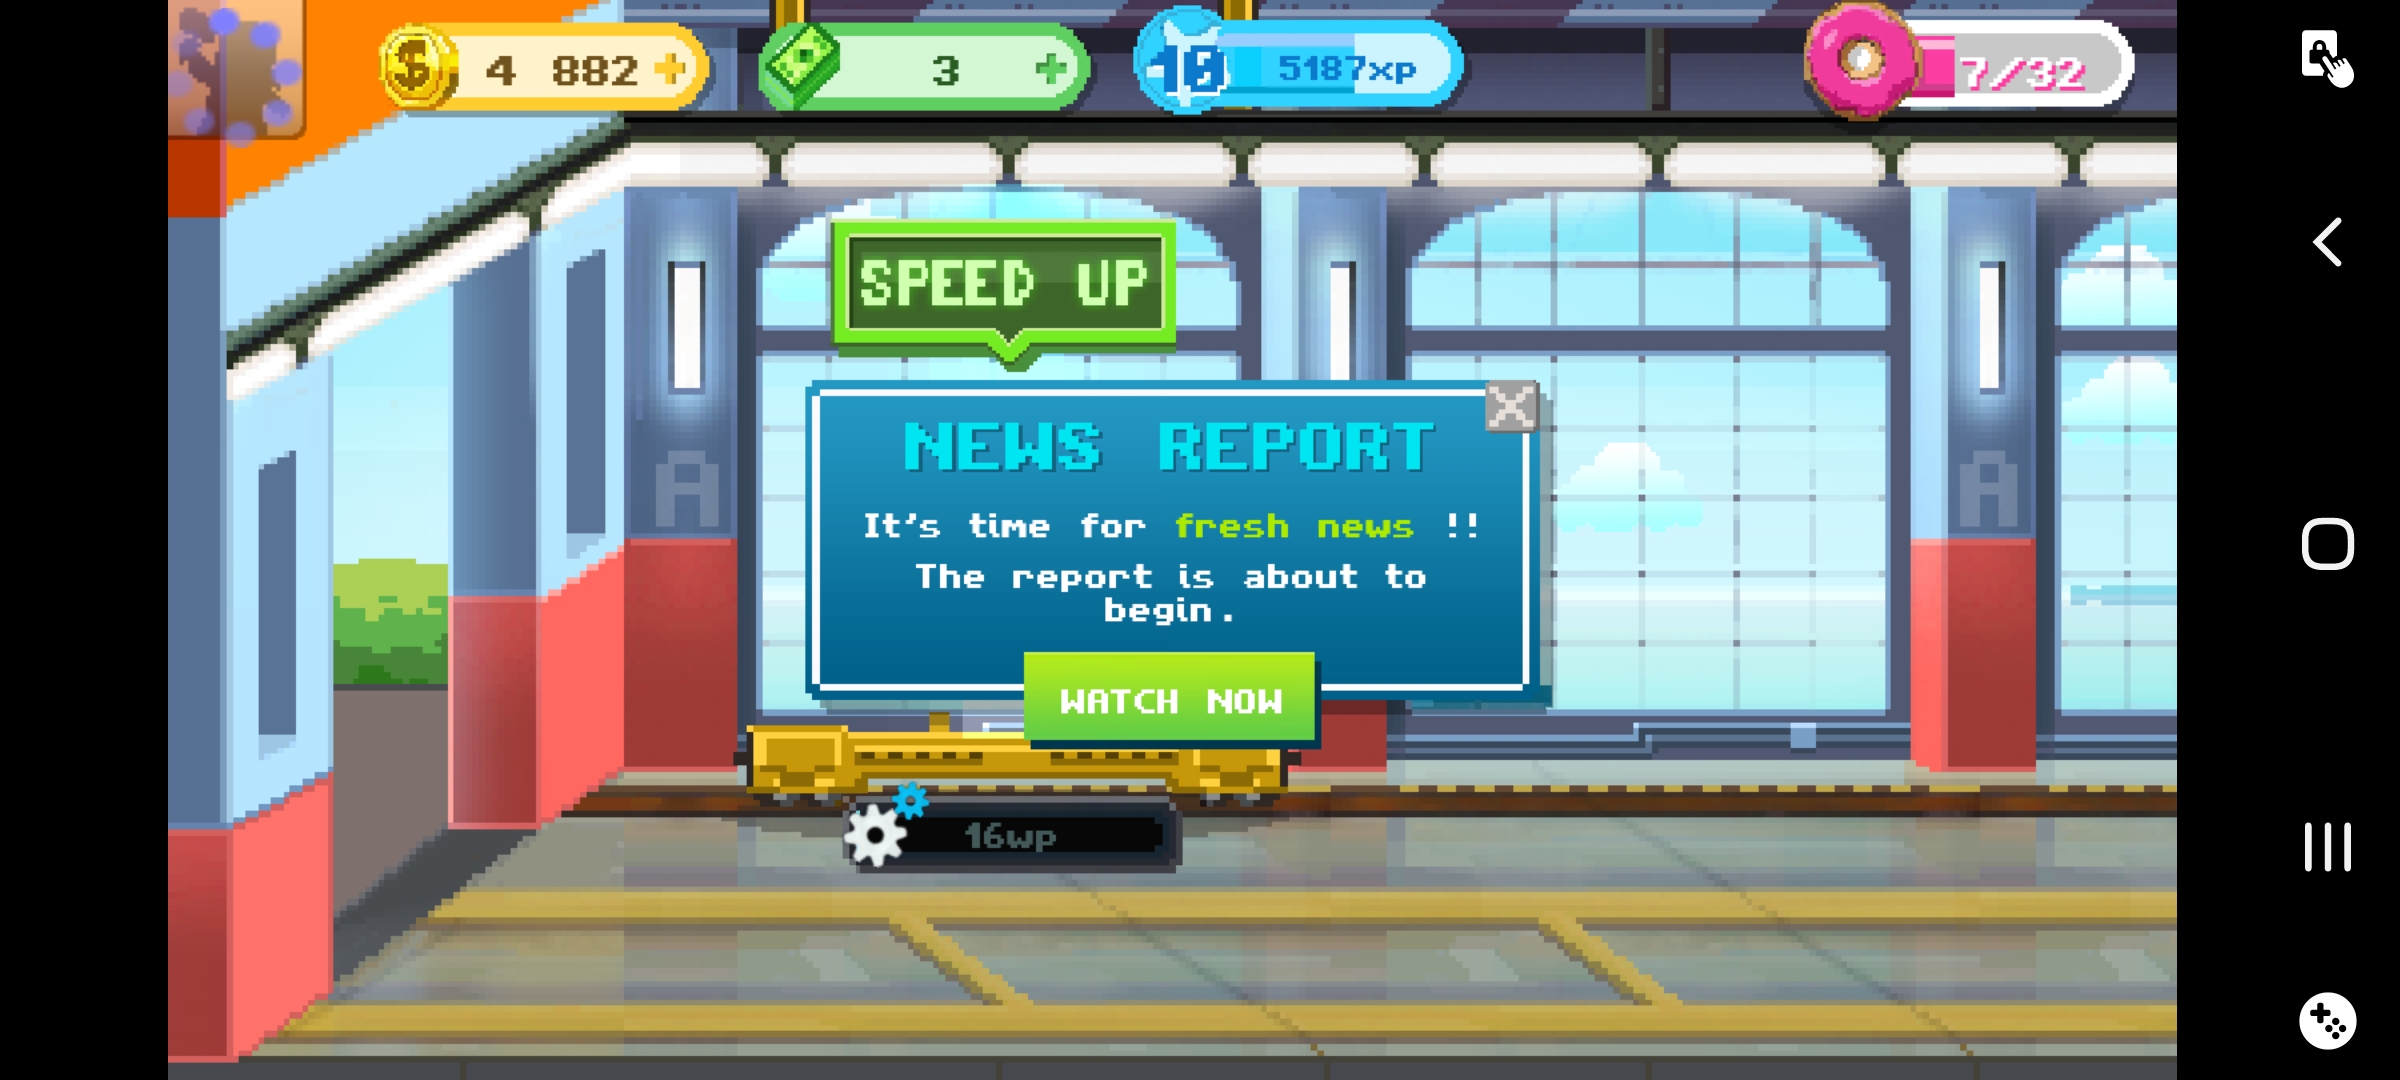 4 882 +
3 +
10 5187xp
7/32
SPEED UP
NEWS REPORT
It's time for fresh news !!
The report is about to
begin.
WATCH NOW
A
A
16wp